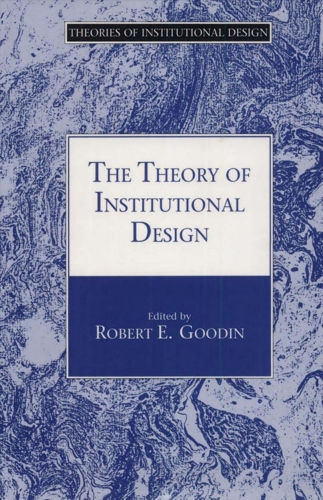 THEORIES OF INSTITUTIONAL DESIGN
THE THEORY OF
INSTITUTIONAL
DESIGN
Edited by
ROBERT E. GOODIN